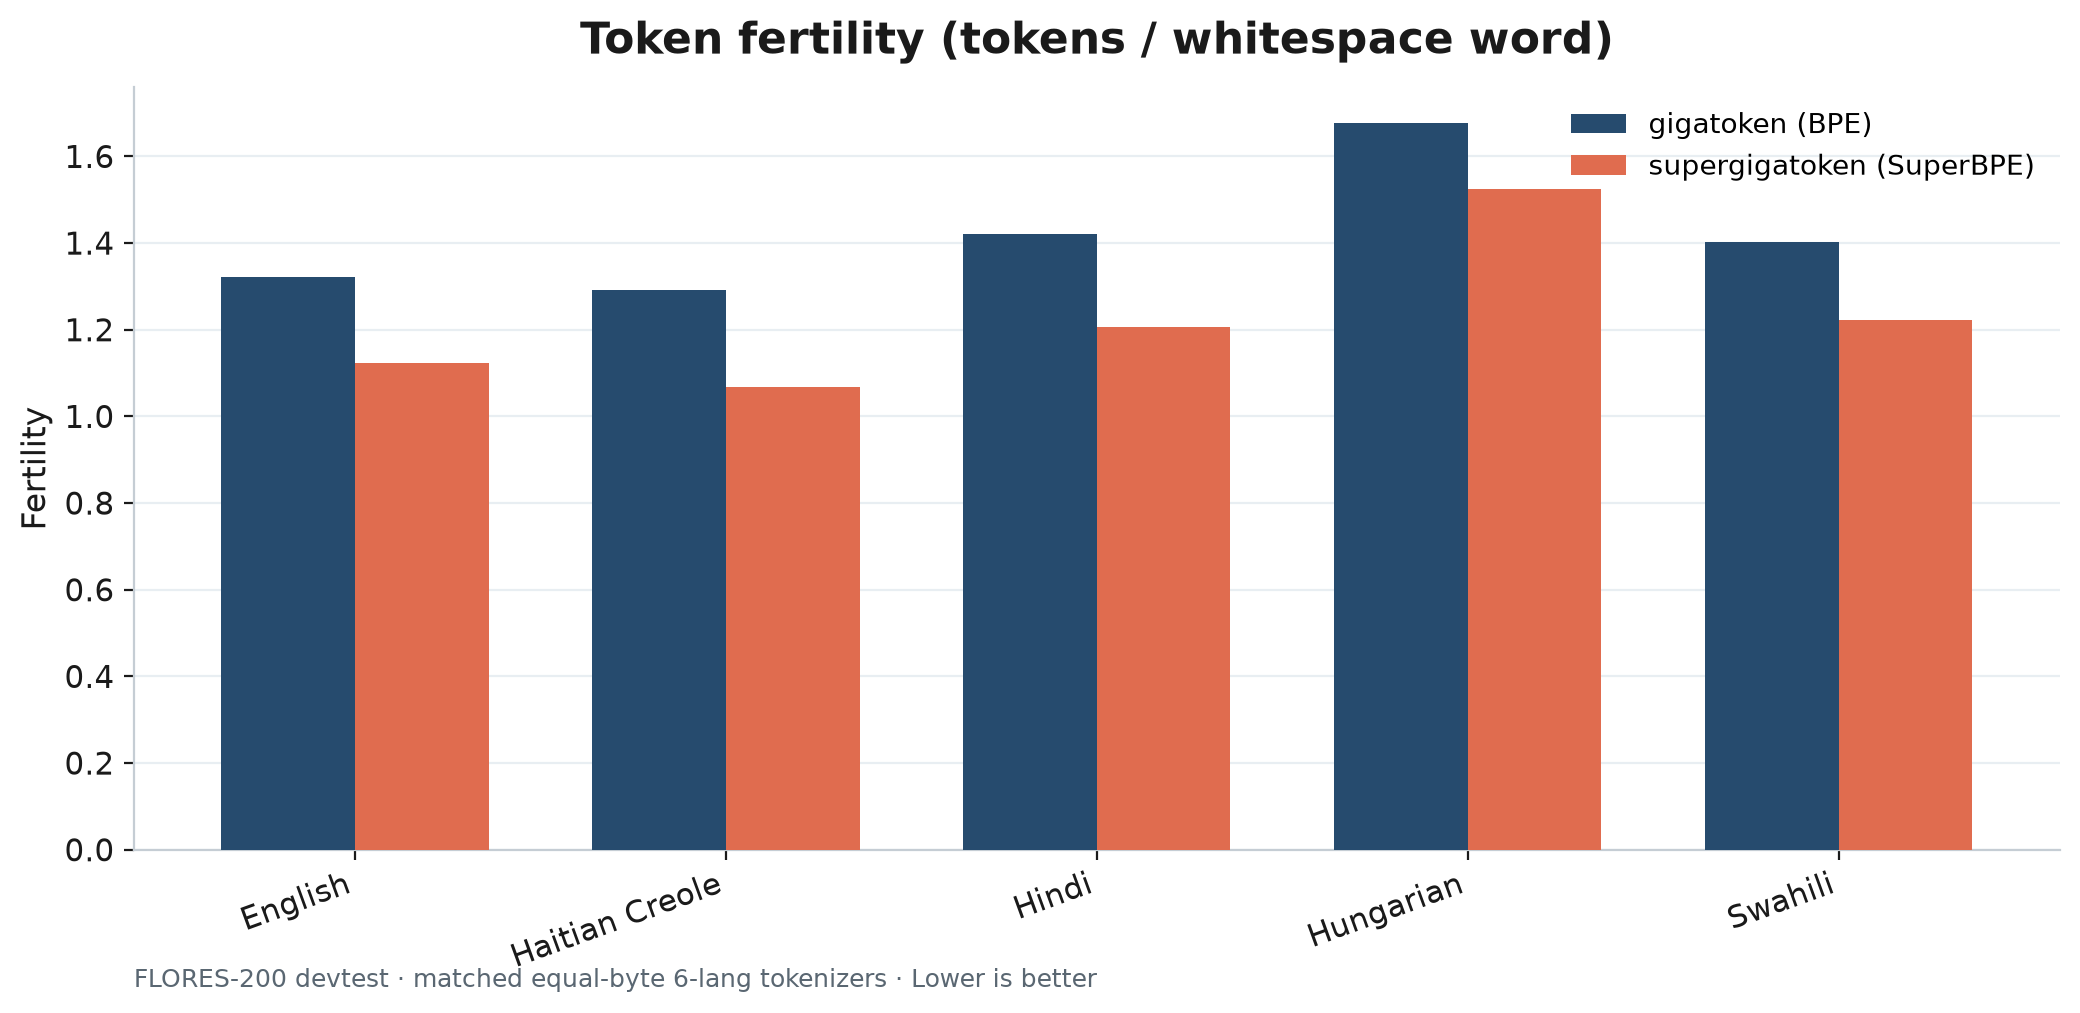 Token fertility (tokens / whitespace word)
gigatoken (BPE)
supergigatoken (SuperBPE)
Fertility
1.6
1.4
1.2
1.0
0.8
0.6
0.4
0.2
0.0
English
Haitian Creole
Hindi
Hungarian
Swahili
FLORES-200 devtest · matched equal-byte 6-lang tokenizers · Lower is better